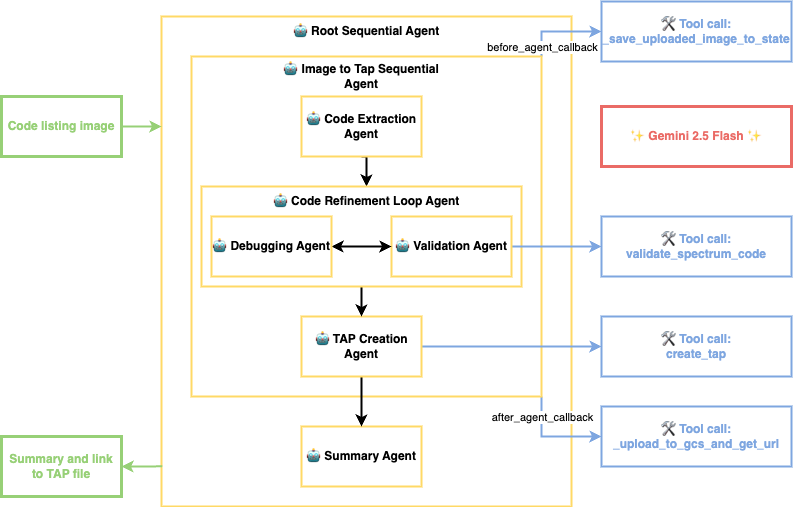 🤖 Root Sequential Agent
🛠️ Tool call:
_save_uploaded_image_to_state
before_agent_callback
🤖 Image to Tap Sequential
Agent
Code listing image
🤖 Code Extraction
Agent
✨ Gemini 2.5 Flash ✨
🤖 Code Refinement Loop Agent
🤖 Debugging Agent
🤖 Validation Agent
🛠️ Tool call:
validate_spectrum_code
🤖 TAP Creation
Agent
🛠️ Tool call:
create_tap
after_agent_callback
🛠️ Tool call:
_upload_to_gcs_and_get_url
Summary and link
to TAP file
🤖 Summary Agent